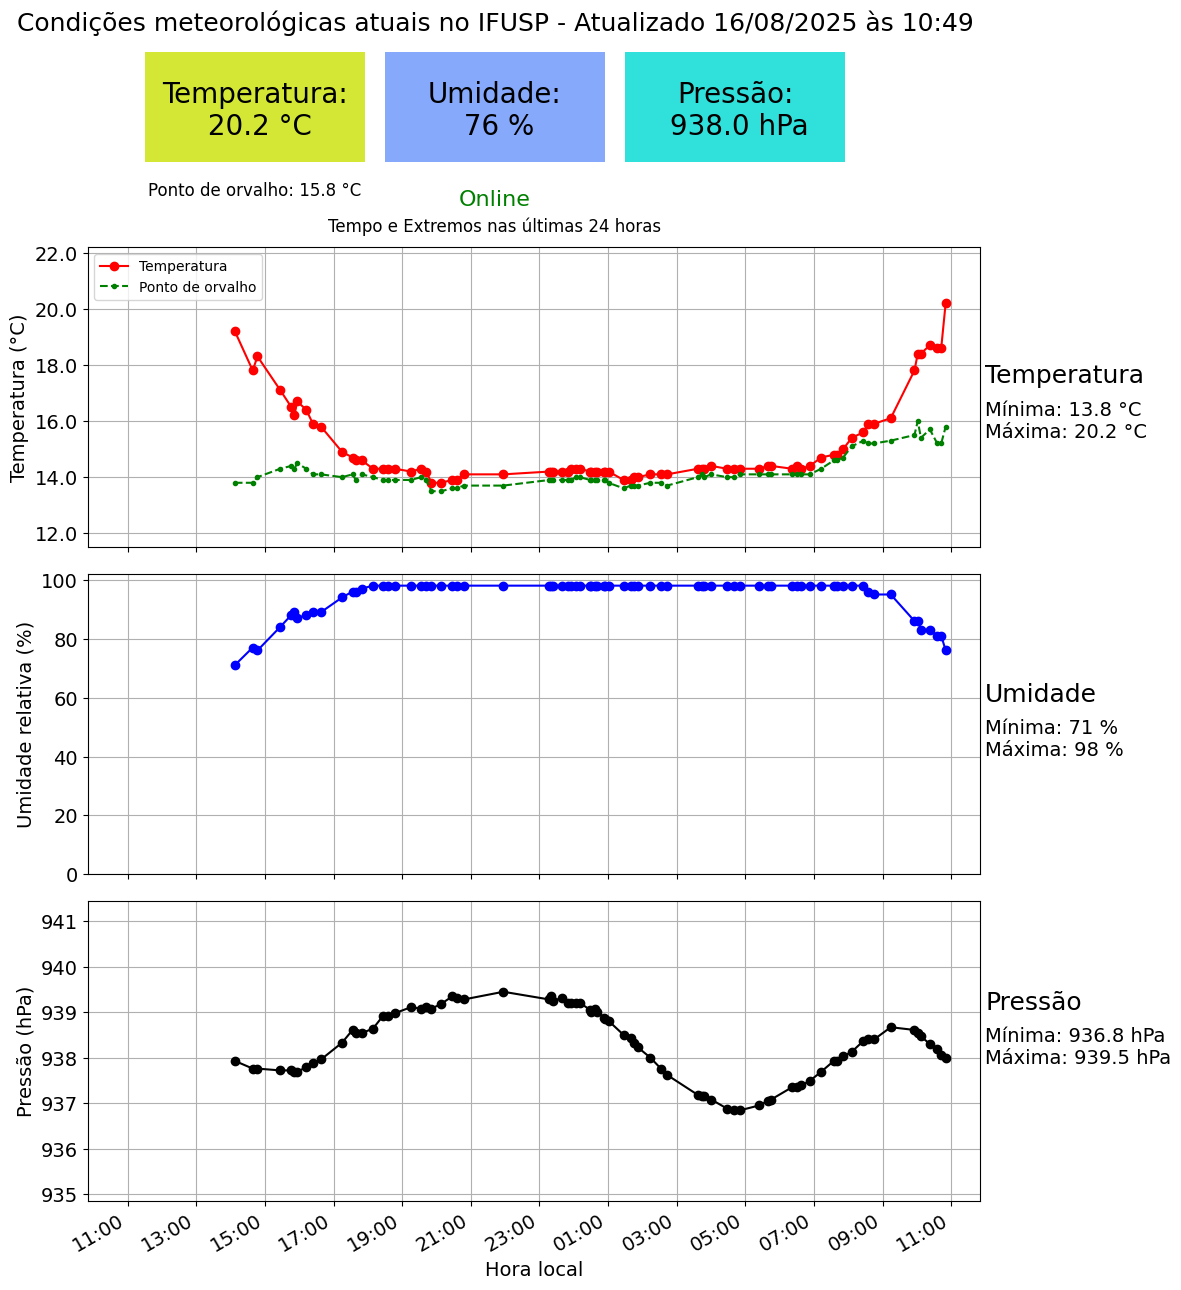 Condições meteorológicas atuais no IFUSP - Atualizado 16/08/2025 às 10:49
Temperatura:
20.2 °C
Umidade:
76 %
Pressão:
938.0 hPa
Ponto de orvalho: 15.8 °C
Online
Tempo e Extremos nas últimas 24 horas
Temperatura (°C)
22.0
20.0
18.0
16.0
14.0
12.0
Temperatura
Ponto de orvalho
Temperatura
Mínima: 13.8 °C
Máxima: 20.2 °C
Umidade relativa (%)
100
80
60
40
20
0
Umidade
Mínima: 71 %
Máxima: 98 %
Pressão (hPa)
941
940
939
938
937
936
935
Pressão
Mínima: 936.8 hPa
Máxima: 939.5 hPa
11:00 13:00 15:00 17:00 19:00 21:00 23:00 01:00 03:00 05:00 07:00 09:00 11:00
Hora local